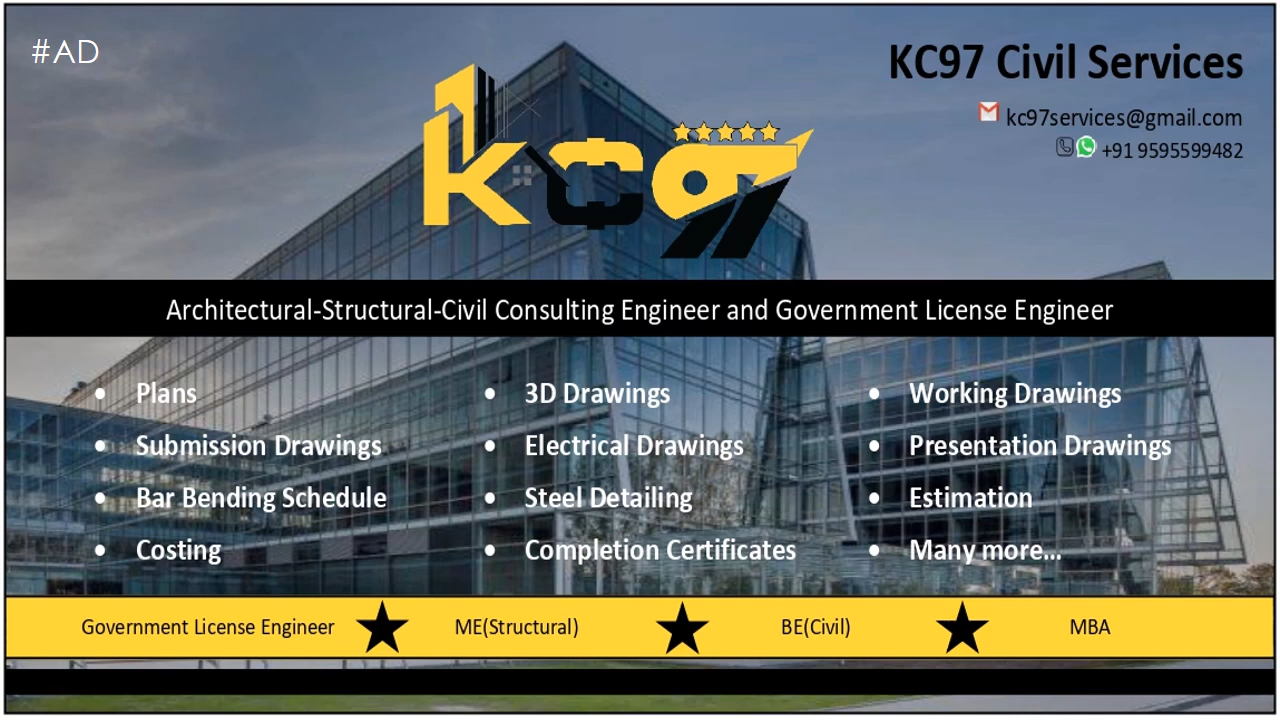 #AD
KC97 Civil Services
kc97services@gmail.com
+91 9595599482
kc97
Architectural-Structural-Civil Consulting Engineer and Government License Engineer
• Plans
• Submission Drawings
• Bar Bending Schedule
• Costing
• 3D Drawings
• Electrical Drawings
• Steel Detailing
• Completion Certificates
• Working Drawings
• Presentation Drawings
• Estimation
• Many more...
Government License Engineer ★ ME(Structural) ★ BE(Civil) ★ MBA